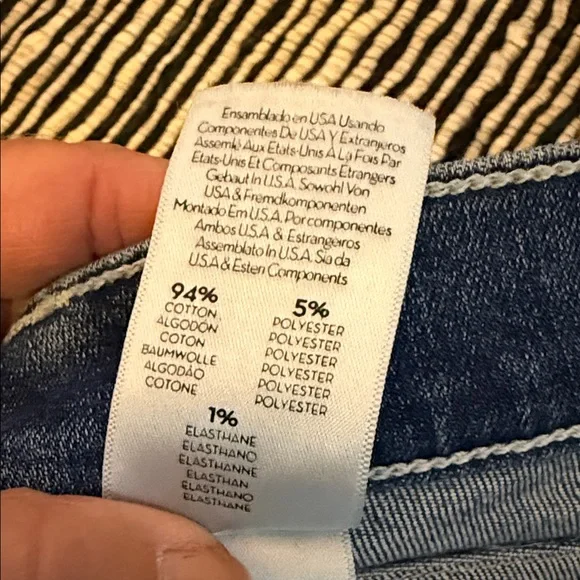 Ensamblado en USA Usando
Componentes De USA Y Extranjeros
Assemblé Aux Etats-Unis À La Fois Par
Etats-Unis Et Composants Etrangers
Gebaut In U.S.A. Sowohl Von
USA & Fremdkomponenten
Montado Em U.S.A. Por componentes
Ambos U.S.A & Estrangeiros
Assemblato In U.S.A. Sia da
U.S.A & Esteri Components
94%
COTTON
ALGODÓN
COTON
BAUMWOLLE
ALGODÃO
COTONE
5%
POLYESTER
POLYESTER
POLYESTER
POLYESTER
POLYESTER
POLYESTER
1%
ELASTHANE
ELASTHANO
ELASTHANNE
ELASTHAN
ELASTHANO
ELASTHANE